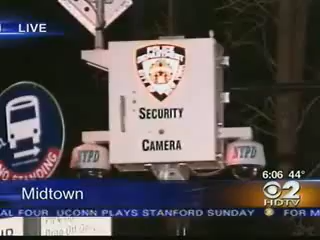 LIVE
POLICE
SECURITY
CAMERA
NYPD
NYPD
NO STANDING
6:06 44°
2
HDTV
Midtown
AL FOUR UCONN PLAYS STANFORD SUNDAY FOR M